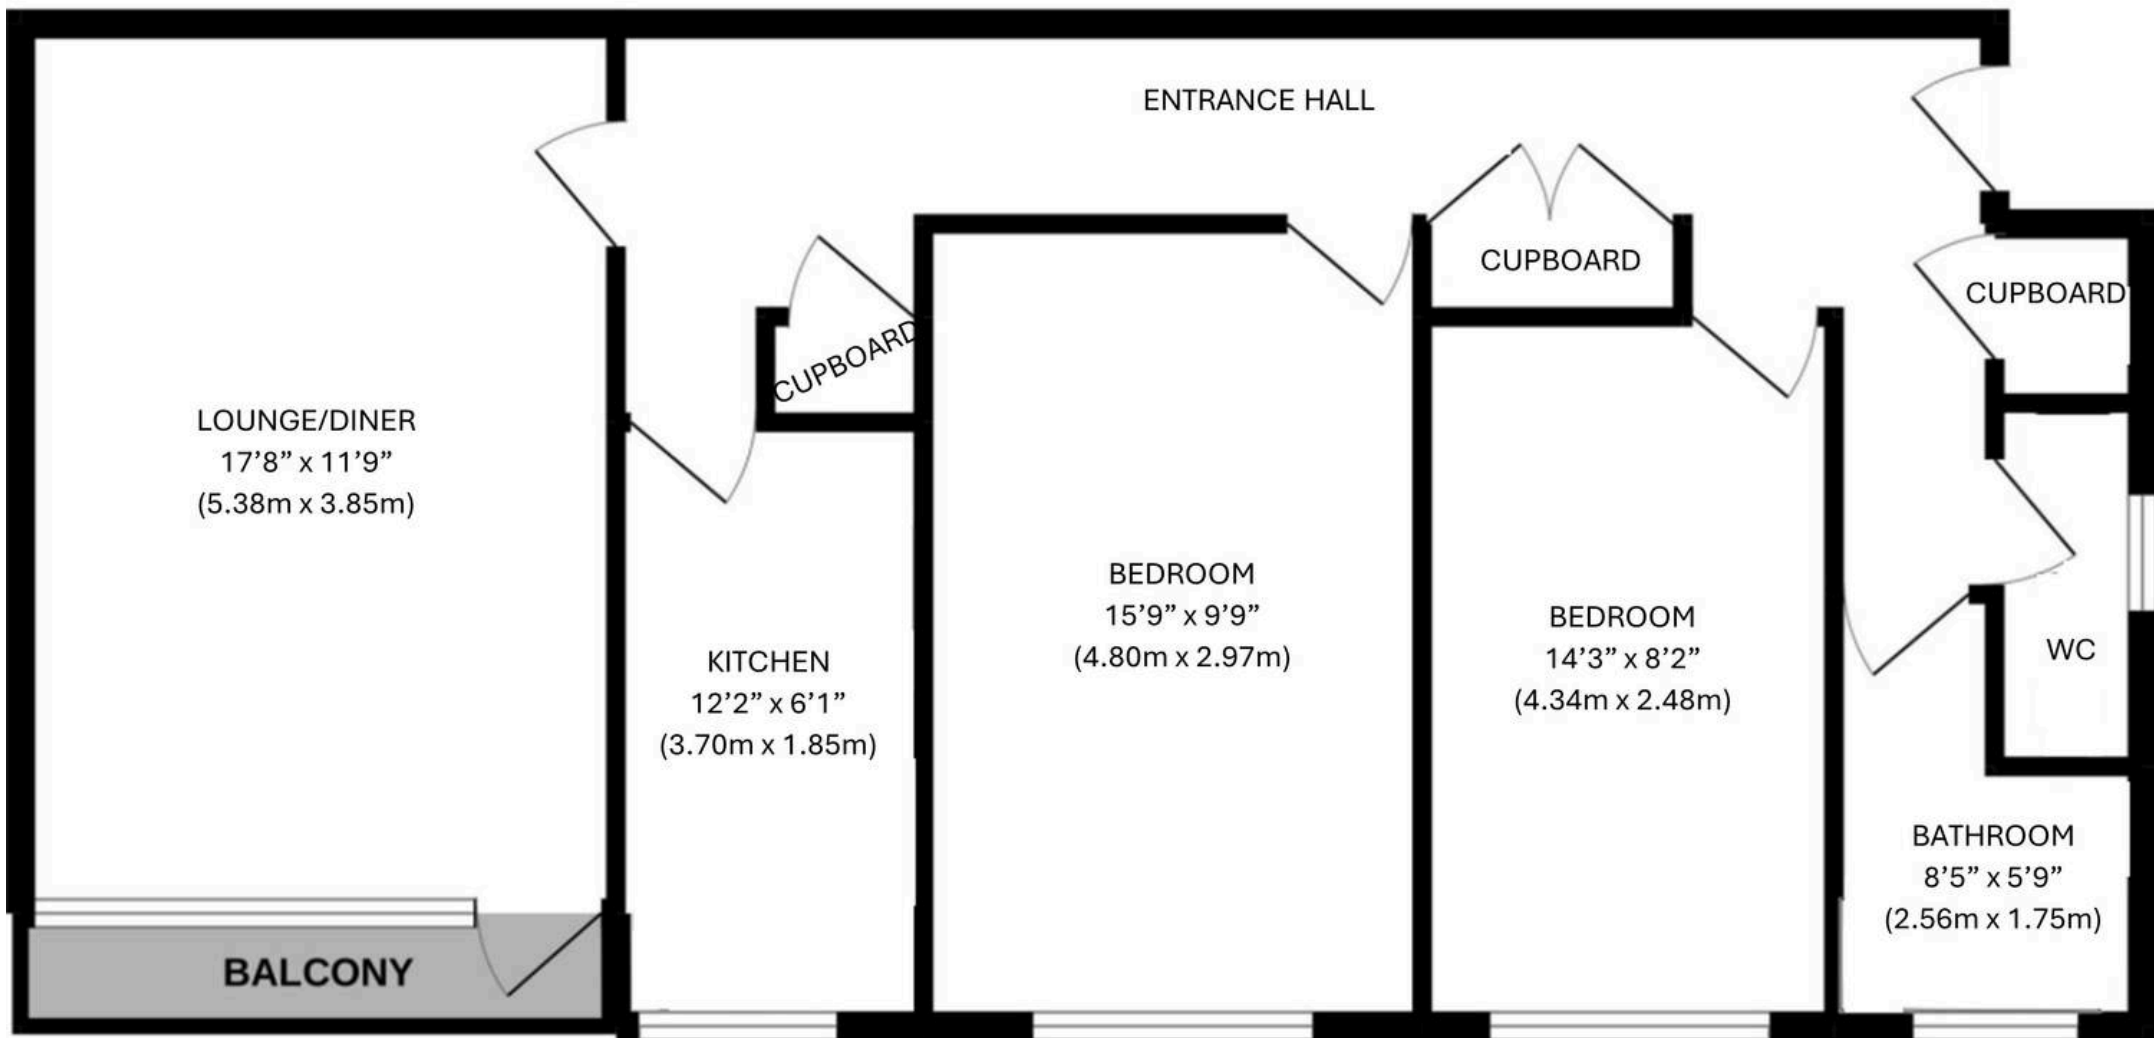 ENTRANCE HALL
CUPBOARD
CUPBOARD
CUPBOARD
LOUNGE/DINER
17’8” x 11’9”
(5.38m x 3.85m)
KITCHEN
12’2” x 6’1”
(3.70m x 1.85m)
BEDROOM
15’9” x 9’9”
(4.80m x 2.97m)
BEDROOM
14’3” x 8’2”
(4.34m x 2.48m)
WC
BATHROOM
8’5” x 5’9”
(2.56m x 1.75m)
BALCONY